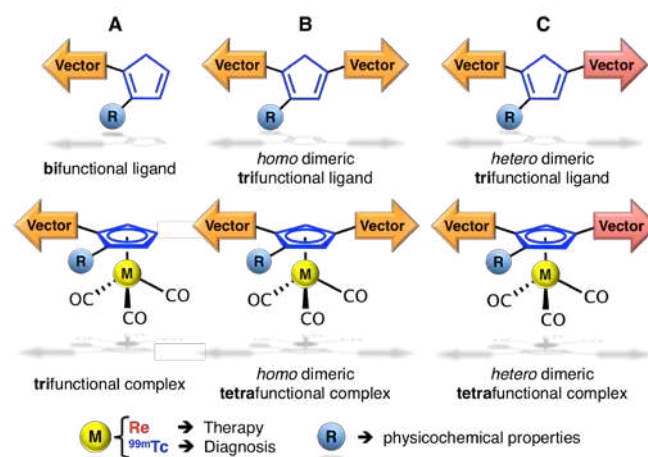 A B C
Vector Vector Vector Vector Vector
R R R
bifunctional ligand
homo dimeric
trifunctional ligand
hetero dimeric
trifunctional ligand
Vector Vector Vector Vector Vector
R R R
M M M
OC CO OC CO OC CO
CO CO CO
trifunctional complex
homo dimeric
tetrafunctional complex
hetero dimeric
tetrafunctional complex
M Re → Therapy
99mTc → Diagnosis
R → physicochemical properties